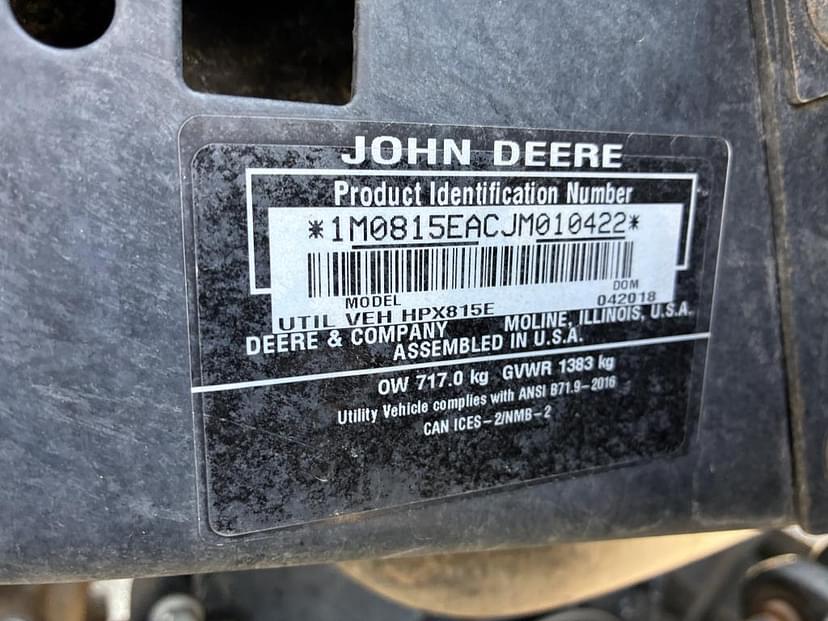 JOHN DEERE
Product Identification Number
*1M0815EACJM010422*
MODEL DOM
UTIL VEH HPX815E 042018
DEERE & COMPANY MOLINE, ILLINOIS, U.S.A.
ASSEMBLED IN U.S.A.
OW 717.0 kg GVWR 1383 kg
Utility Vehicle complies with ANSI B71.9-2016
CAN ICES-2/NMB-2